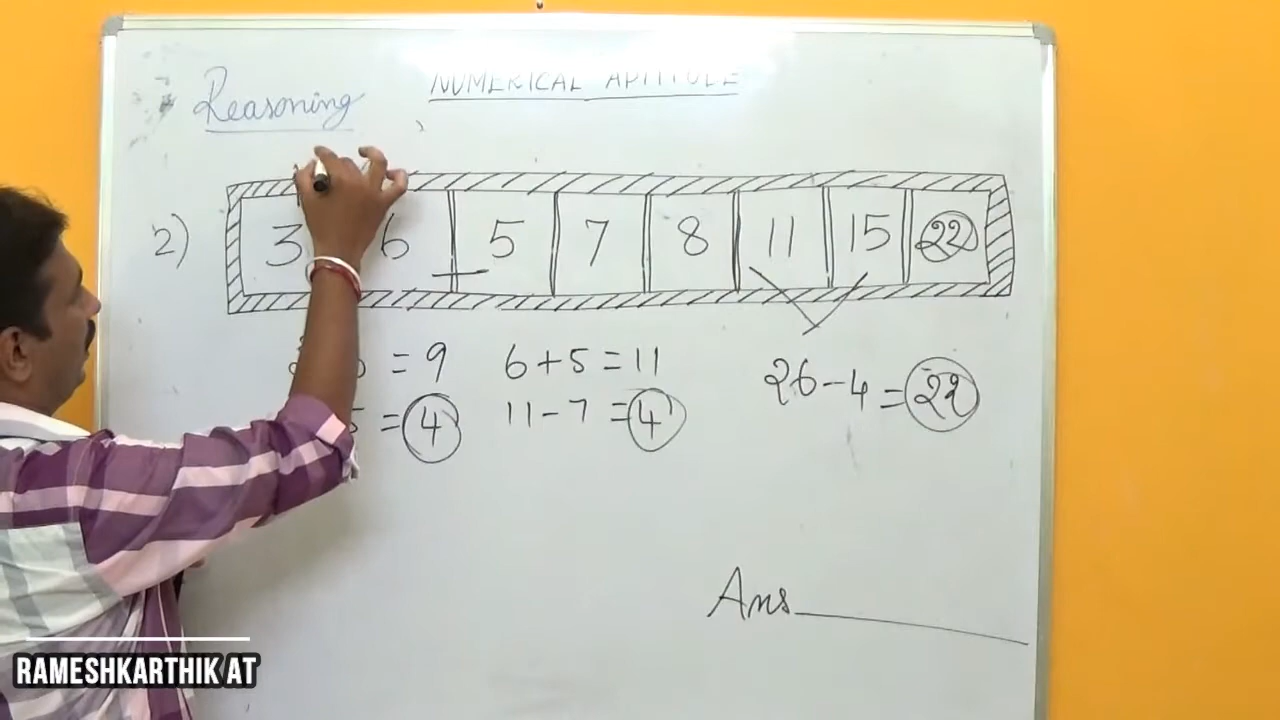 Reasoning
NUMERICAL APTITUDE
2) 3 6 5 7 8 11 15 22
= 9 6+5=11
= 4 11-7=4
26-4=22
Ans
RAMESHKARTHIK AT